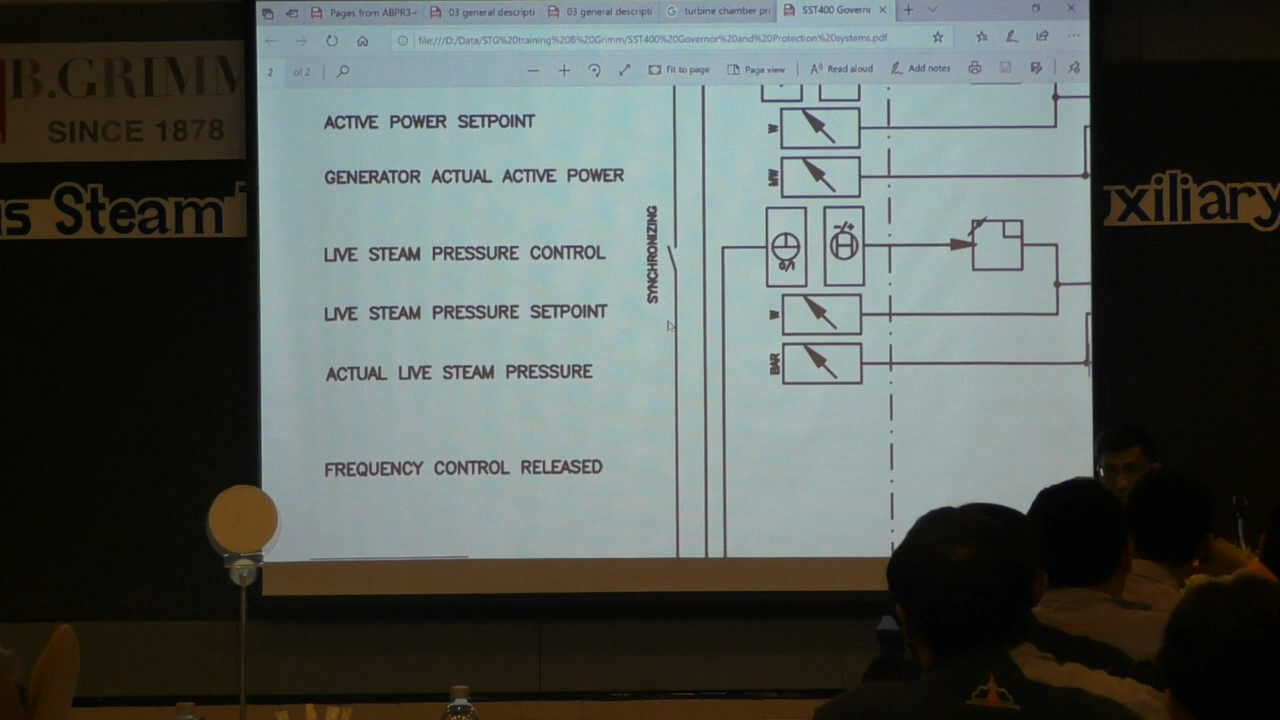 Pages from ABPR3-
03 general descripti
03 general descripti
turbine chamber pr
SST400 Govern
file:///D:/Data/STG%20training%20B%20Grimm/SST400%20Governor%20and%20Protection%20systems.pdf
2 of 2
Fit to page
Page view
Read aloud
Add notes
B.GRIMM
SINCE 1878
s Steam
uxiliary
ACTIVE POWER SETPOINT
W
GENERATOR ACTUAL ACTIVE POWER
MW
SYNCHRONIZING
LIVE STEAM PRESSURE CONTROL
I/0
+/-
LIVE STEAM PRESSURE SETPOINT
W
ACTUAL LIVE STEAM PRESSURE
BAR
FREQUENCY CONTROL RELEASED